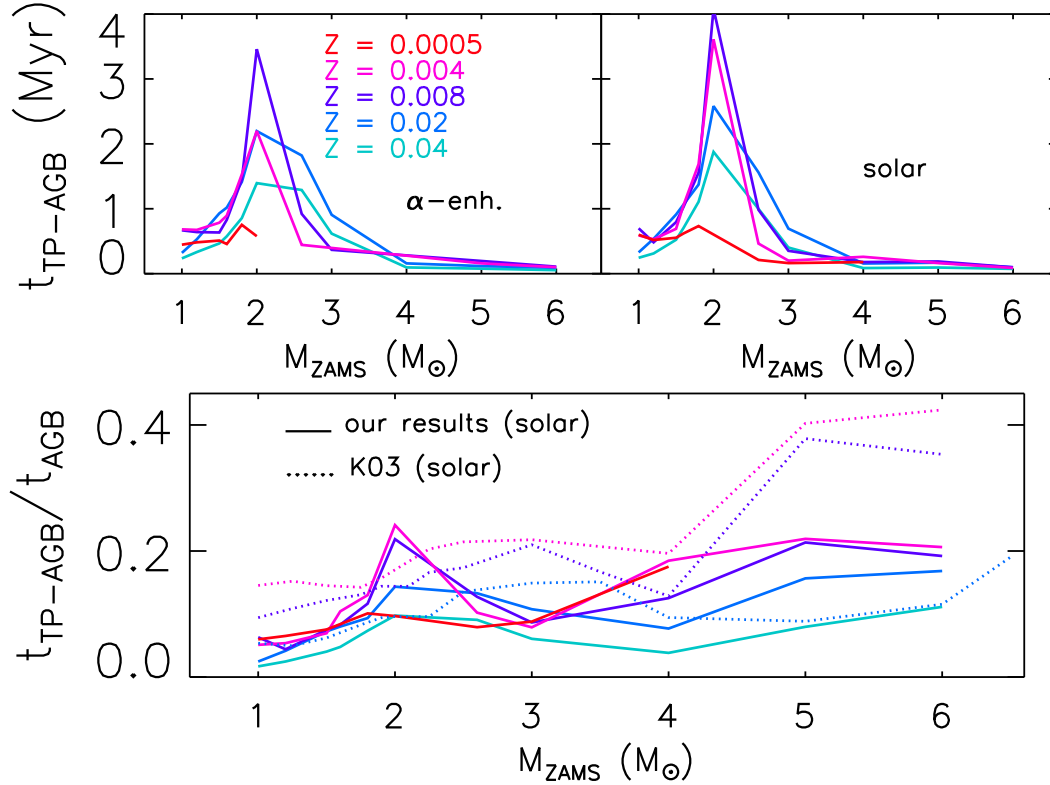 t_TP-AGB (Myr)
4
3
2
1
0
Z = 0.0005
Z = 0.004
Z = 0.008
Z = 0.02
Z = 0.04
α-enh.
solar
1 2 3 4 5 6
1 2 3 4 5 6
M_ZAMS (M_⊙)
M_ZAMS (M_⊙)
t_TP-AGB/t_AGB
0.4
0.2
0.0
our results (solar)
K03 (solar)
1 2 3 4 5 6
M_ZAMS (M_⊙)